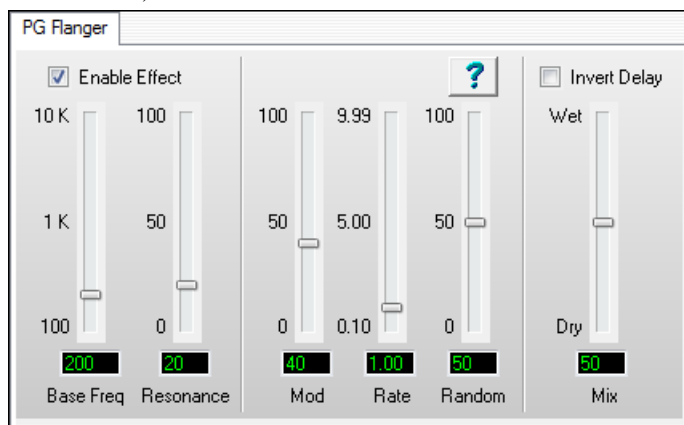 PG Flanger
Enable Effect
?
Invert Delay
10 K 100 100 9.99 100 Wet
1 K 50 50 5.00 50
100 0 0 0.10 0 Dry
200 20 40 1.00 50 50
Base Freq Resonance Mod Rate Random Mix